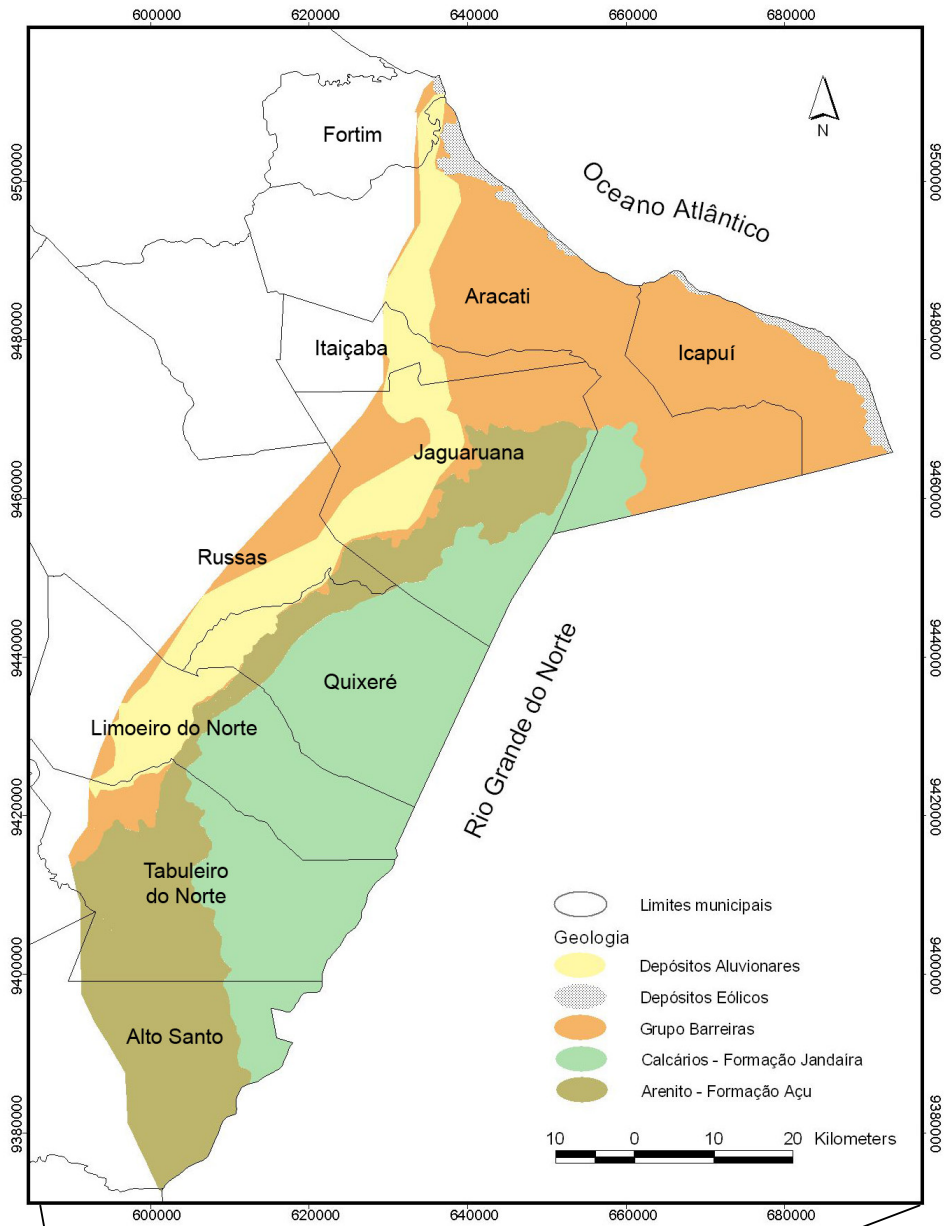 600000
620000
640000
660000
680000
N
Fortim
9500000
9500000
Oceano Atlântico
Aracati
Itaiçaba
Icapuí
9480000
9480000
Jaguaruana
9460000
9460000
Russas
Quixeré
9440000
9440000
Limoeiro do Norte
Rio Grande do Norte
9420000
9420000
Tabuleiro
do Norte
9400000
9400000
Alto Santo
9380000
9380000
Limites municipais
Geologia
Depósitos Aluvionares
Depósitos Eólicos
Grupo Barreiras
Calcários - Formação Jandaíra
Arenito - Formação Açu
10 0 10 20 Kilometers
600000
620000
640000
660000
680000